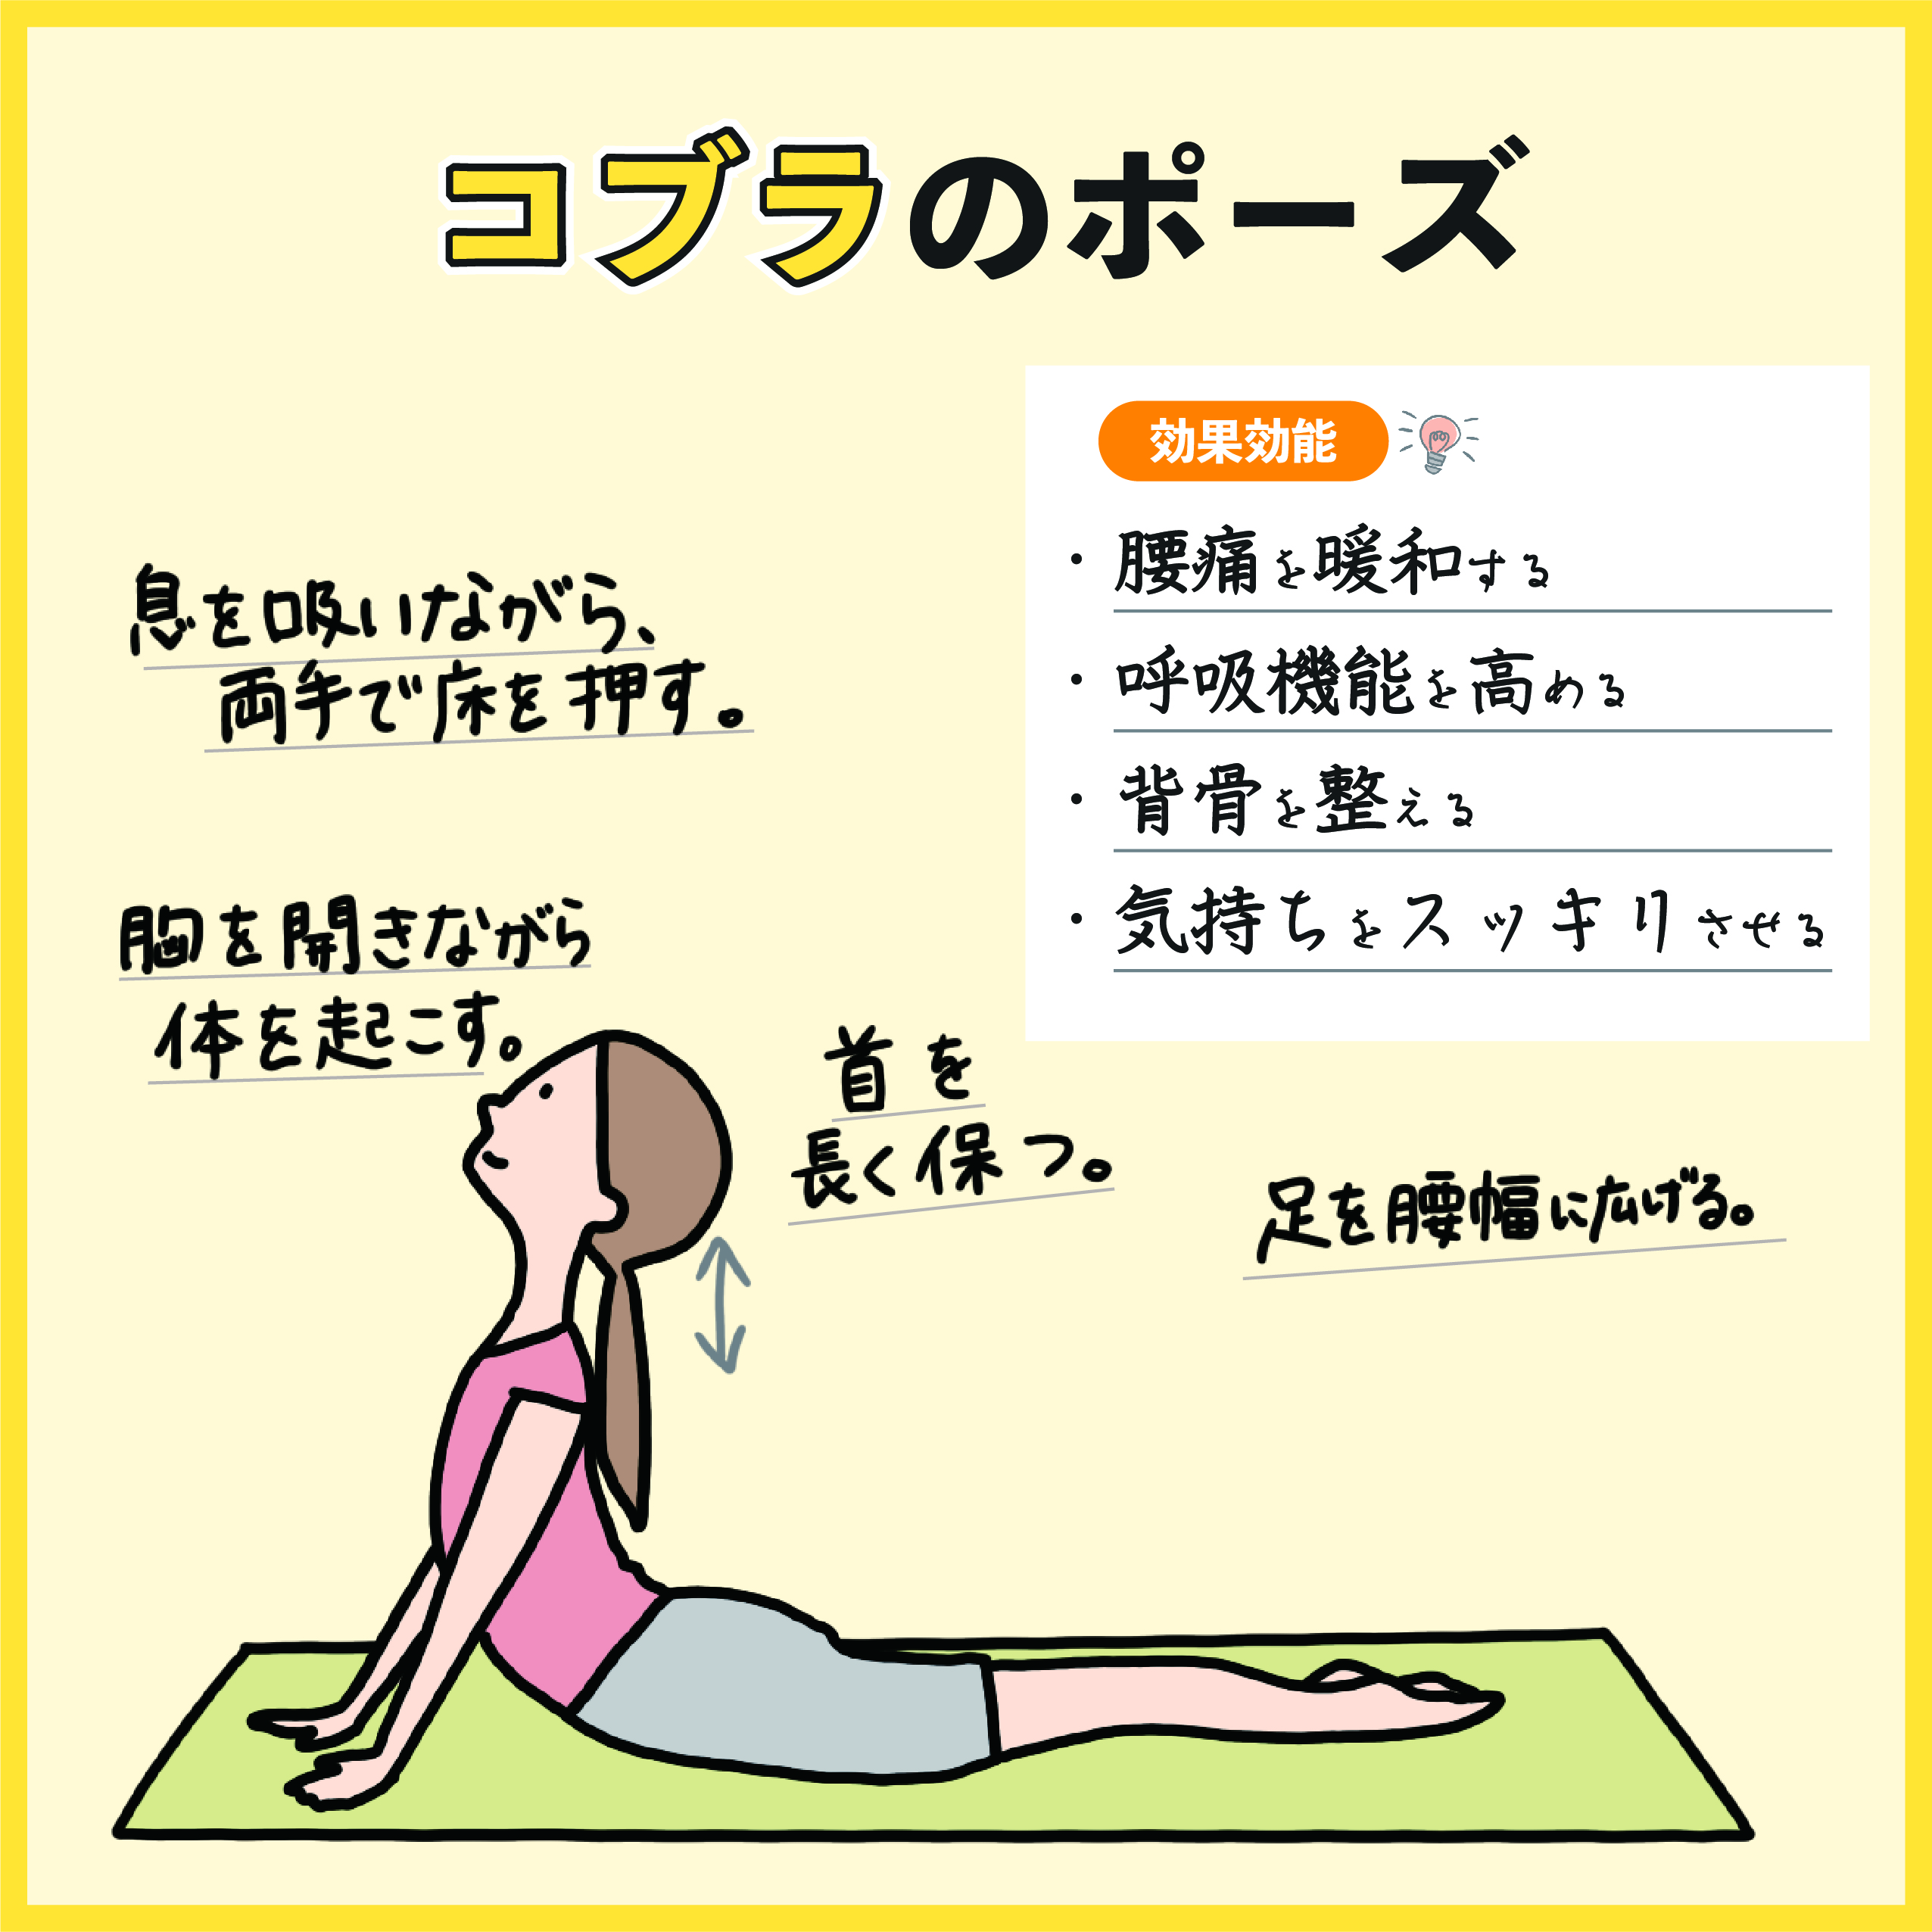 コブラのポーズ
効果効能
・腰痛を暖和する
・呼吸機能を高める
・背骨を整える
・気持ちをスッキリさせる
息を吸いながら、
両手で床を押す。
胸を開きながら
体を起こす。
首を
長く保つ。
足を腰幅に広げる。